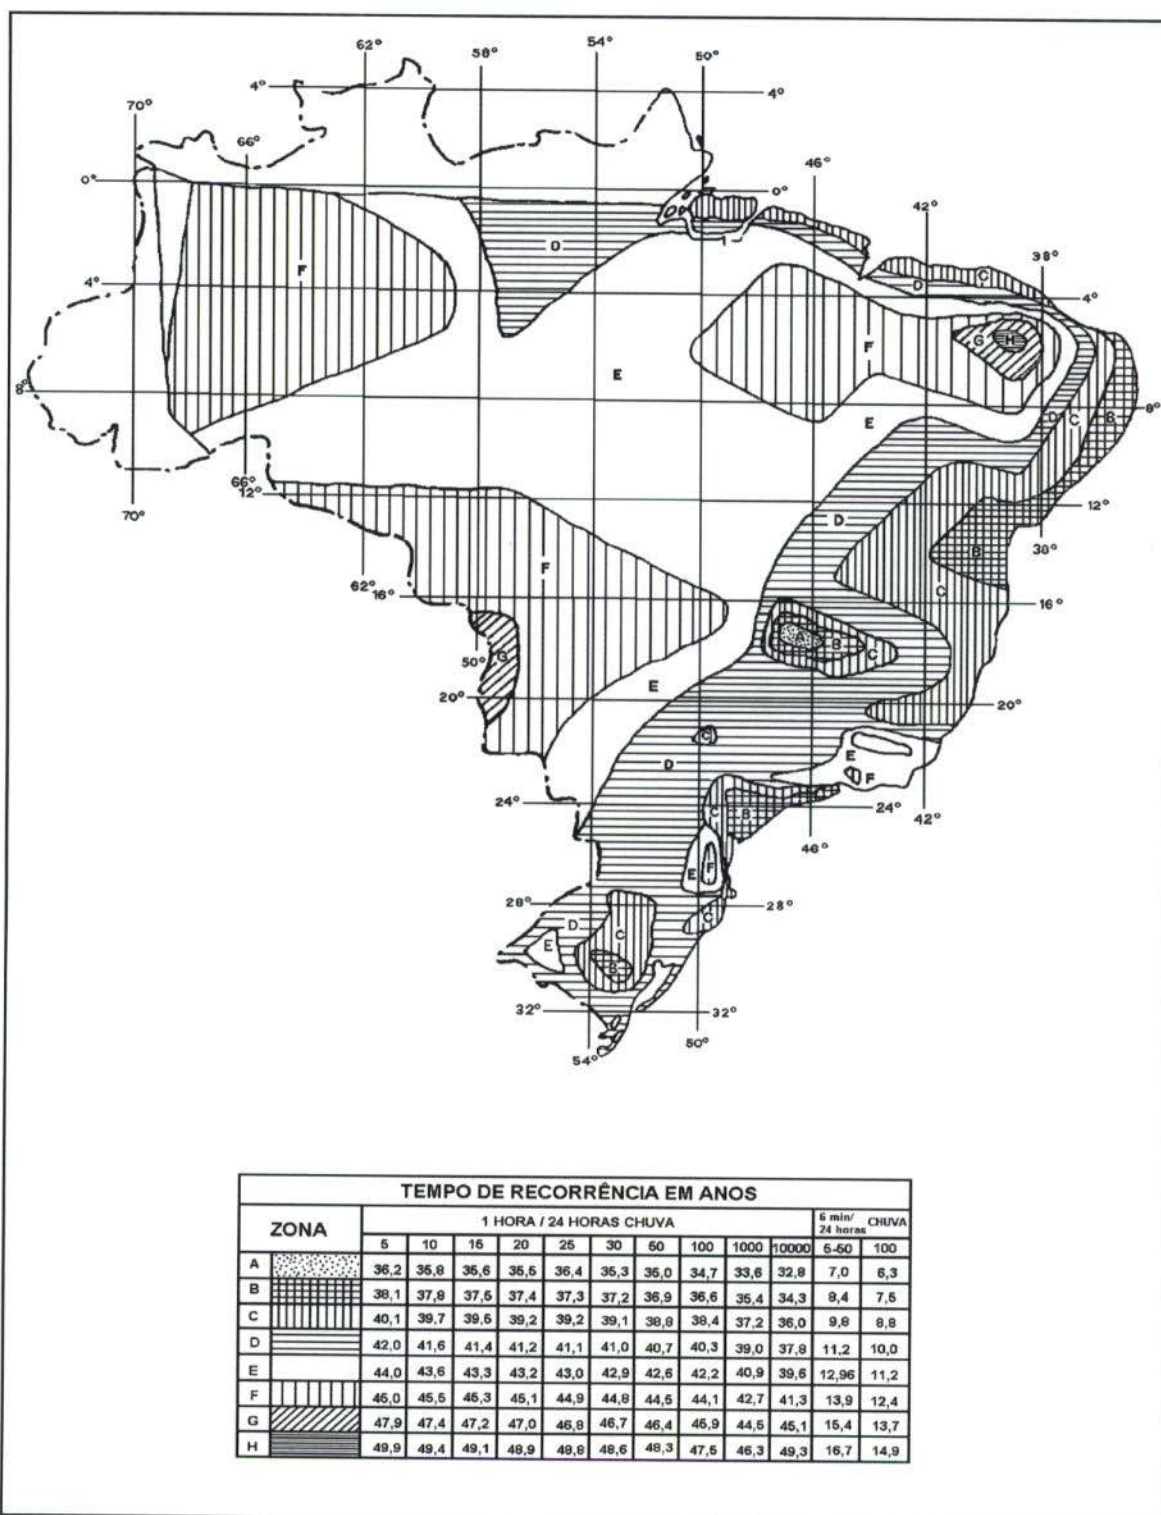 62°
58°
54°
50°
4°
4°
70°
66°
46°
0°
0°
42°
D
1
38°
C
F
D
4°
4°
F
G
H
E
8°
E
D
C
B
8°
66°
12°
12°
70°
D
B
38°
F
62°
16°
C
16°
A
G
50°
B
C
E
20°
20°
C
D
E
F
24°
C
B
24°
42°
46°
E
F
28°
28°
D
C
C
E
B
32°
32°
50°
54°
TEMPO DE RECORRÊNCIA EM ANOS
ZONA 1 HORA / 24 HORAS CHUVA 6 min/ 24 horas CHUVA
5 10 15 20 25 30 50 100 1000 10000 5-50 100
A 36,2 35,8 35,6 35,5 36,4 35,3 35,0 34,7 33,6 32,8 7,0 6,3
B 38,1 37,8 37,5 37,4 37,3 37,2 36,9 36,6 35,4 34,3 8,4 7,5
C 40,1 39,7 39,5 39,2 39,2 39,1 38,8 38,4 37,2 36,0 9,8 8,8
D 42,0 41,6 41,4 41,2 41,1 41,0 40,7 40,3 39,0 37,8 11,2 10,0
E 44,0 43,6 43,3 43,2 43,0 42,9 42,6 42,2 40,9 39,6 12,96 11,2
F 45,0 45,5 45,3 45,1 44,9 44,8 44,5 44,1 42,7 41,3 13,9 12,4
G 47,9 47,4 47,2 47,0 46,8 46,7 46,4 45,9 44,5 45,1 15,4 13,7
H 49,9 49,4 49,1 48,9 48,8 48,6 48,3 47,5 46,3 49,3 16,7 14,9